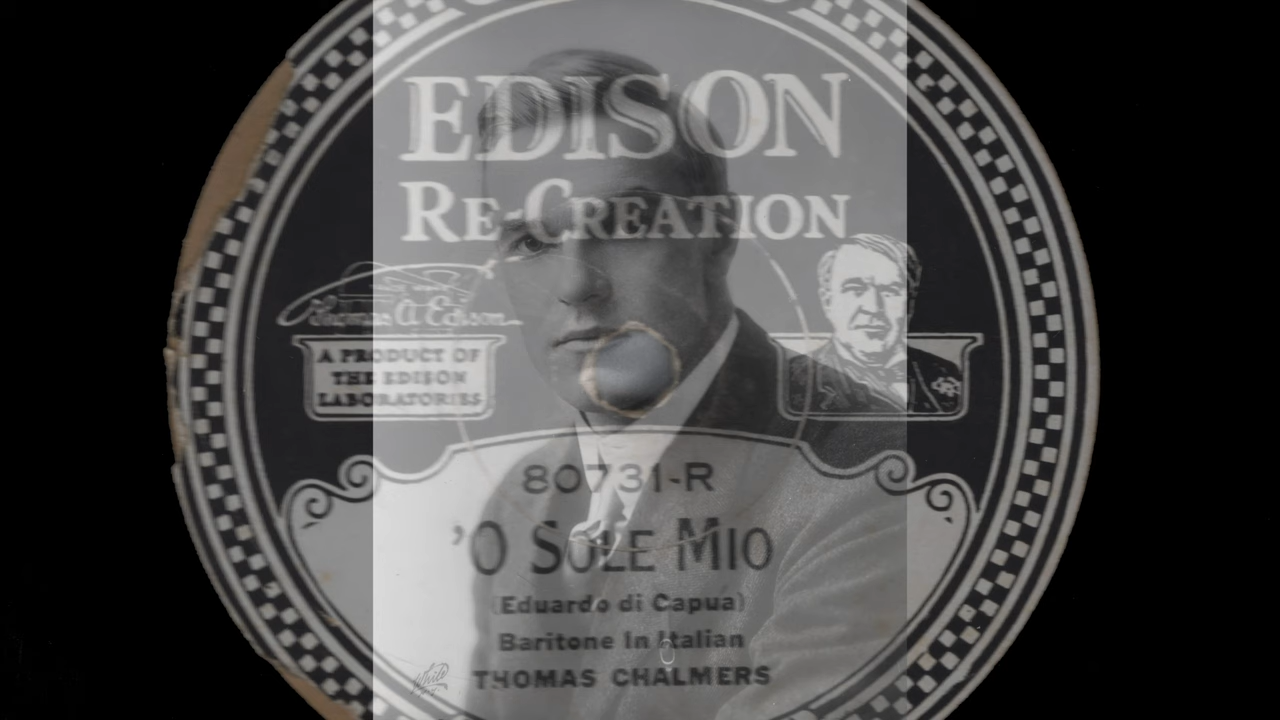 EDISON
RE-CREATION
Thomas A Edison
A PRODUCT OF
THE EDISON
LABORATORIES
80731-R
'O SOLE MIO
(Eduardo di Capua)
Baritone In Italian
THOMAS CHALMERS
White